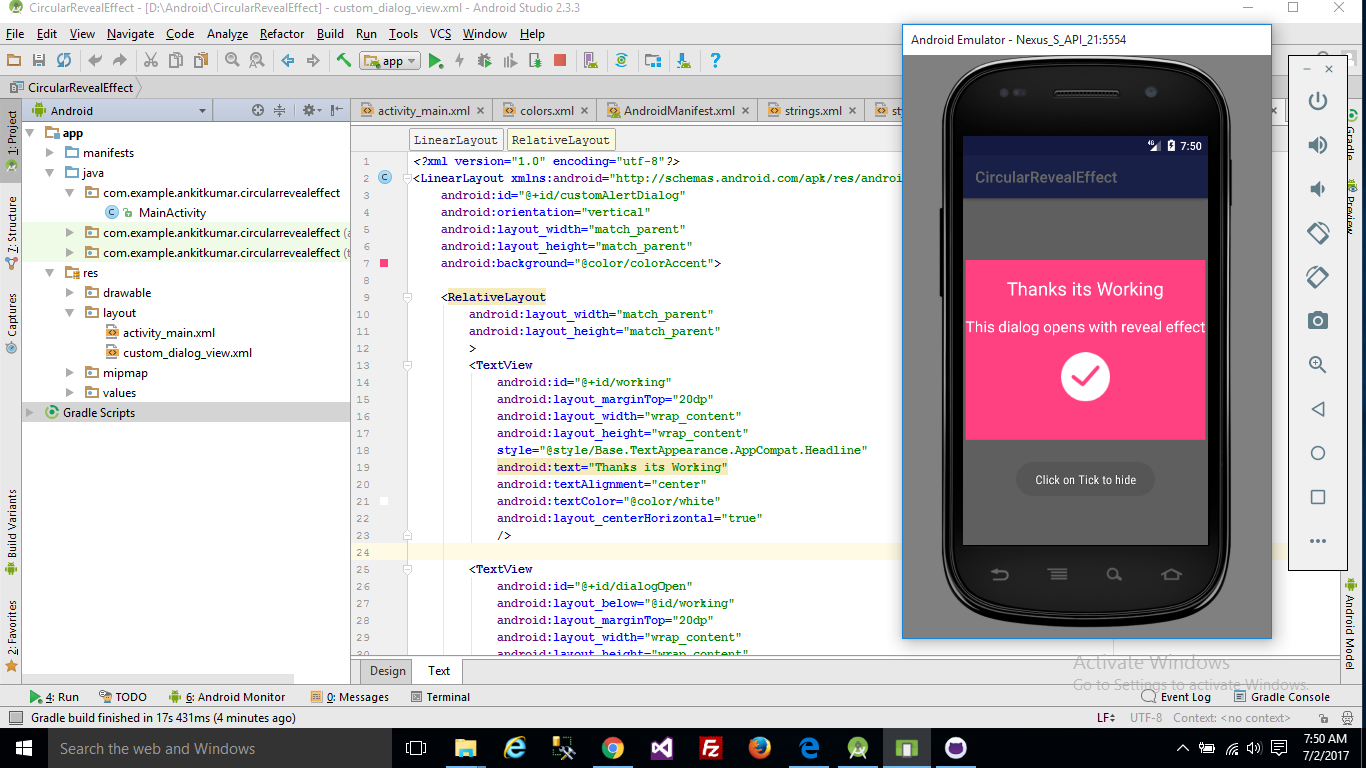 CircularRevealEffect - [D:\Android\CircularRevealEffect] - custom_dialog_view.xml - Android Studio 2.3.3
File Edit View Navigate Code Analyze Refactor Build Run Tools VCS Window Help
app
CircularRevealEffect
Android
activity_main.xml
colors.xml
AndroidManifest.xml
strings.xml
1: Project
7: Structure
Captures
Build Variants
2: Favorites
app
manifests
java
com.example.ankitkumar.circularrevealeffect
MainActivity
com.example.ankitkumar.circularrevealeffect
com.example.ankitkumar.circularrevealeffect
res
drawable
layout
activity_main.xml
custom_dialog_view.xml
mipmap
values
Gradle Scripts
LinearLayout RelativeLayout
1 <?xml version="1.0" encoding="utf-8"?>
2 <LinearLayout xmlns:android="http://schemas.android.com/apk/res/androi
3 android:id="@+id/customAlertDialog"
4 android:orientation="vertical"
5 android:layout_width="match_parent"
6 android:layout_height="match_parent"
7 android:background="@color/colorAccent">
8
9 <RelativeLayout
10 android:layout_width="match_parent"
11 android:layout_height="match_parent"
12 >
13 <TextView
14 android:id="@+id/working"
15 android:layout_marginTop="20dp"
16 android:layout_width="wrap_content"
17 android:layout_height="wrap_content"
18 style="@style/Base.TextAppearance.AppCompat.Headline"
19 android:text="Thanks its Working"
20 android:textAlignment="center"
21 android:textColor="@color/white"
22 android:layout_centerHorizontal="true"
23 />
24
25 <TextView
26 android:id="@+id/dialogOpen"
27 android:layout_below="@id/working"
28 android:layout_marginTop="20dp"
29 android:layout_width="wrap_content"
30 android:layout_height="wrap_content"
Design Text
Android Emulator - Nexus_S_API_21:5554
4G 7:50
CircularRevealEffect
Thanks its Working
This dialog opens with reveal effect
Click on Tick to hide
Gradle
Preview
Android Model
Activate Windows
Go to Settings to activate Windows.
4: Run TODO 6: Android Monitor 0: Messages Terminal Event Log Gradle Console
Gradle build finished in 17s 431ms (4 minutes ago) LF UTF-8 Context: <no context>
Search the web and Windows
7:50 AM
7/2/2017